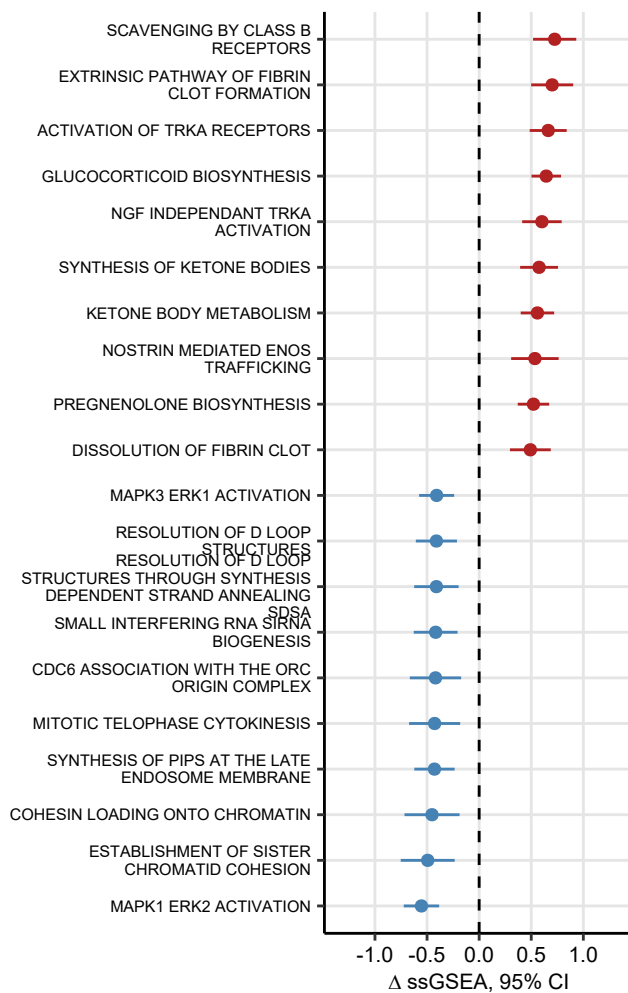 SCAVENGING BY CLASS B
RECEPTORS
EXTRINSIC PATHWAY OF FIBRIN
CLOT FORMATION
ACTIVATION OF TRKA RECEPTORS
GLUCOCORTICOID BIOSYNTHESIS
NGF INDEPENDANT TRKA
ACTIVATION
SYNTHESIS OF KETONE BODIES
KETONE BODY METABOLISM
NOSTRIN MEDIATED ENOS
TRAFFICKING
PREGNENOLONE BIOSYNTHESIS
DISSOLUTION OF FIBRIN CLOT
MAPK3 ERK1 ACTIVATION
RESOLUTION OF D LOOP
STRUCTURES
RESOLUTION OF D LOOP
STRUCTURES THROUGH SYNTHESIS
DEPENDENT STRAND ANNEALING
SDSA
SMALL INTERFERING RNA SIRNA
BIOGENESIS
CDC6 ASSOCIATION WITH THE ORC
ORIGIN COMPLEX
MITOTIC TELOPHASE CYTOKINESIS
SYNTHESIS OF PIPS AT THE LATE
ENDOSOME MEMBRANE
COHESIN LOADING ONTO CHROMATIN
ESTABLISHMENT OF SISTER
CHROMATID COHESION
MAPK1 ERK2 ACTIVATION
-1.0 -0.5 0.0 0.5 1.0
Δ ssGSEA, 95% CI